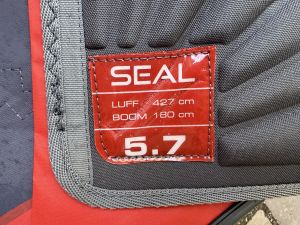 SEAL
LUFF - 427 cm
BOOM 180 cm
5.7